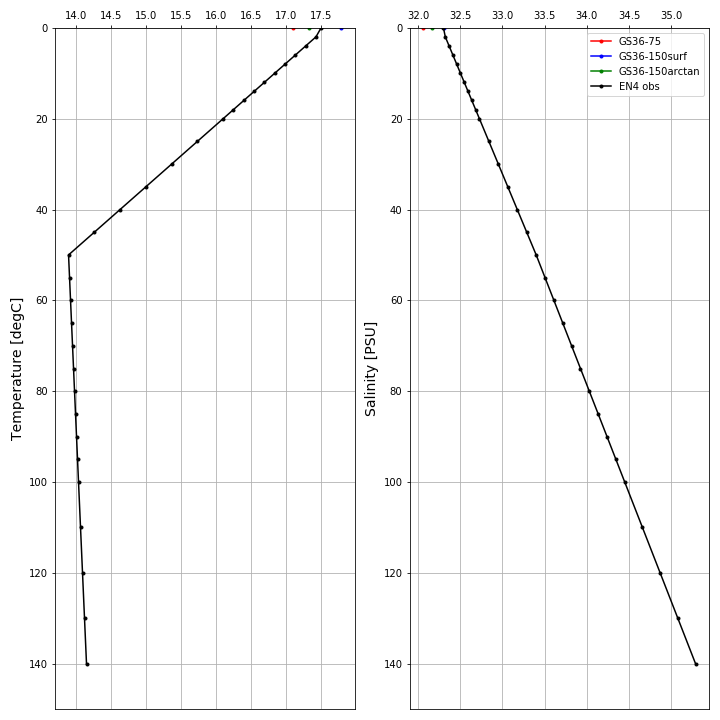 14.0 14.5 15.0 15.5 16.0 16.5 17.0 17.5
32.0 32.5 33.0 33.5 34.0 34.5 35.0
0
20
40
60
80
100
120
140
Temperature [degC]
0
20
40
60
80
100
120
140
Salinity [PSU]
GS36-75
GS36-150surf
GS36-150arctan
EN4 obs